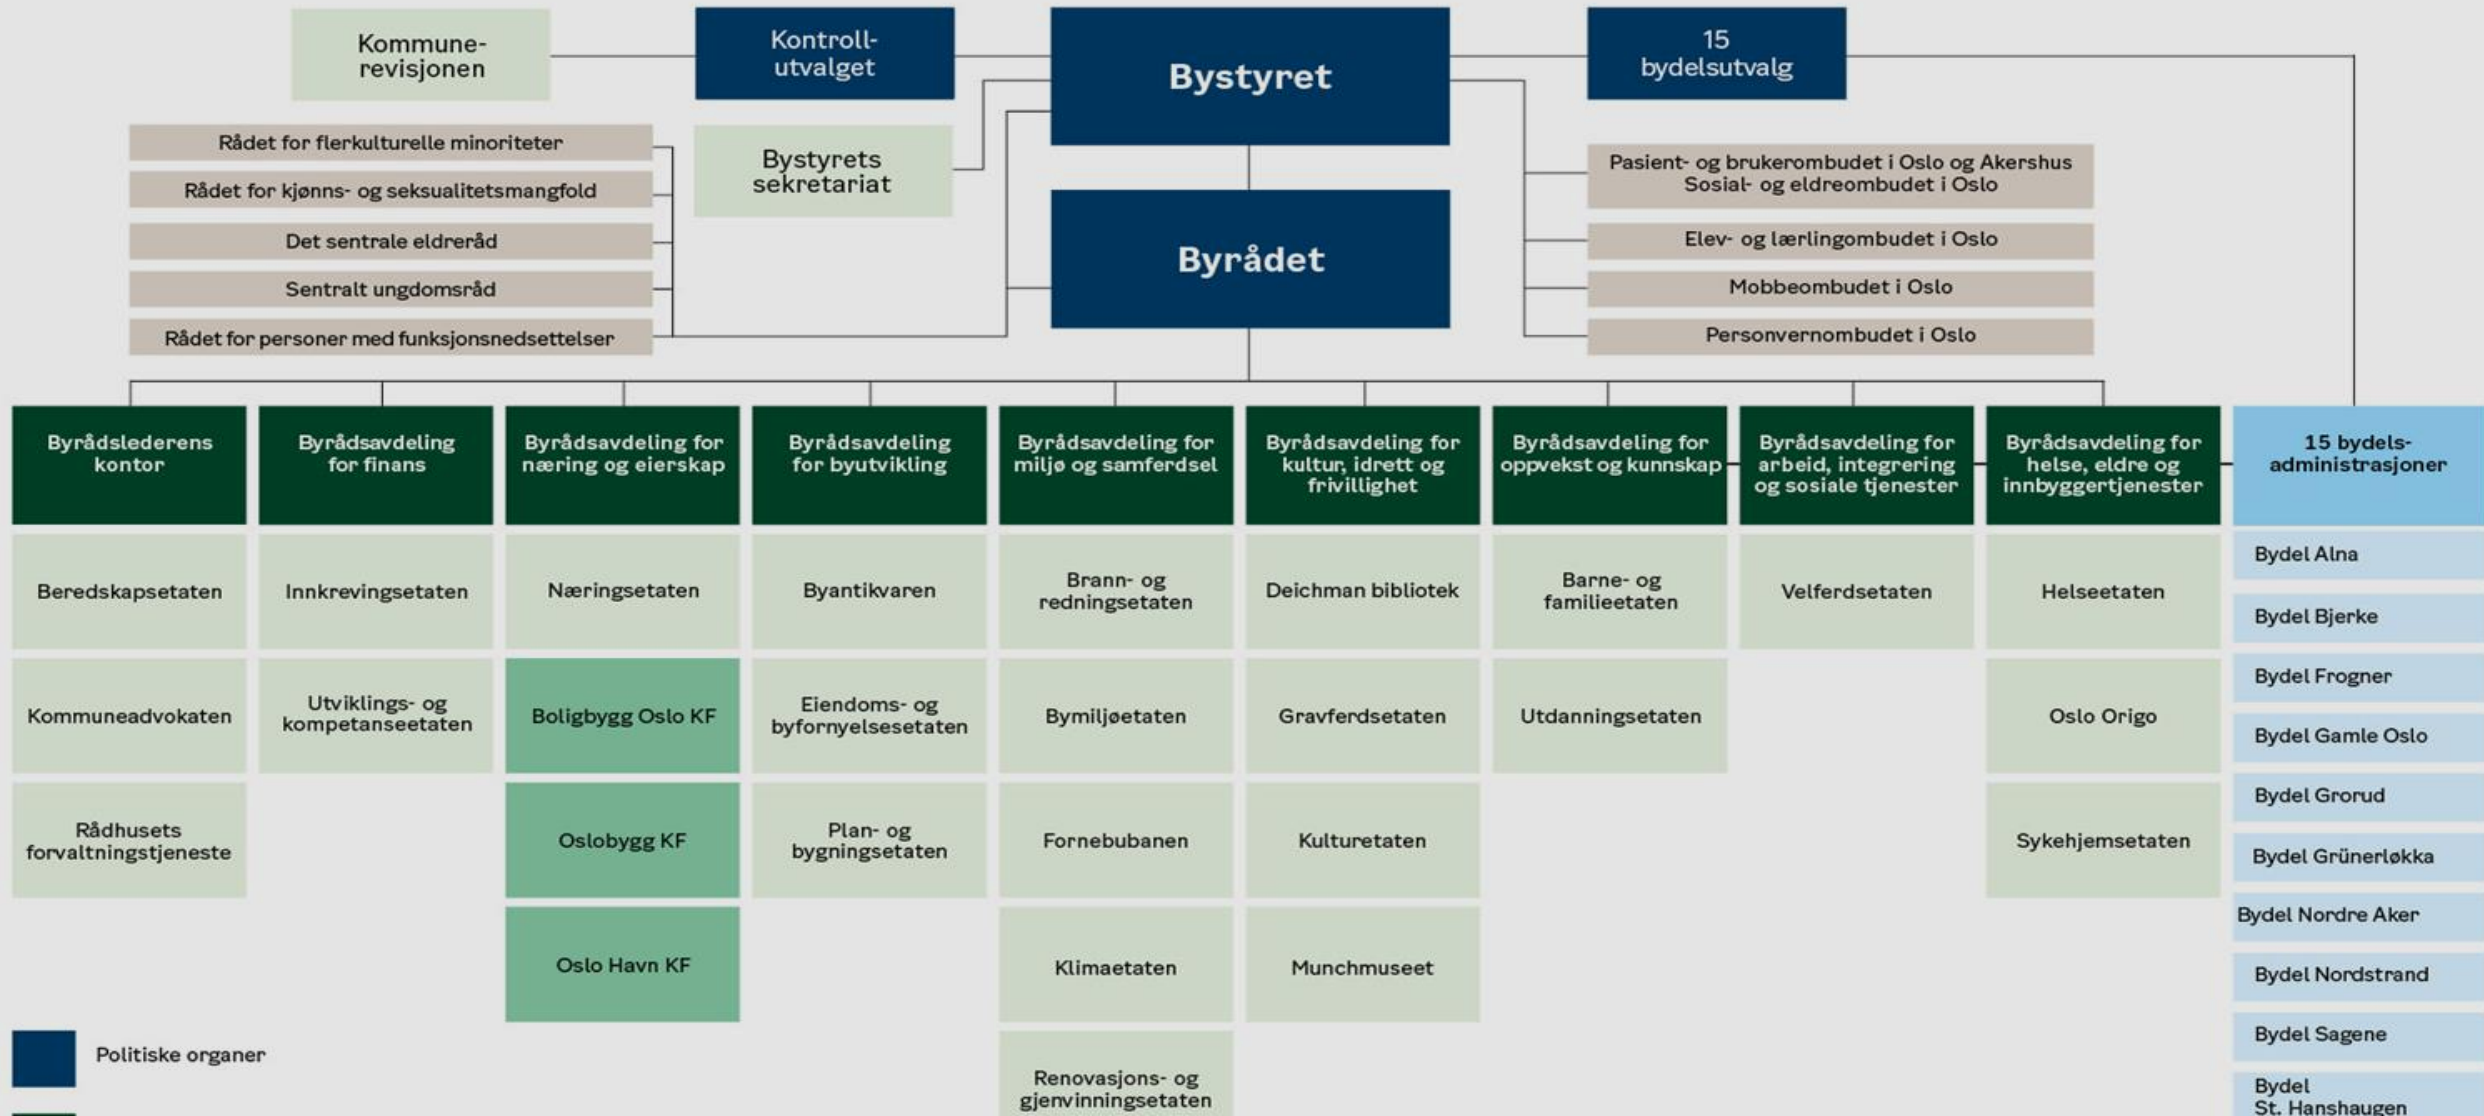 Kommune-
revisjonen
Kontroll-
utvalget
Bystyret
15
bydelsutvalg
Rådet for flerkulturelle minoriteter
Rådet for kjønns- og seksualitetsmangfold
Det sentrale eldreråd
Sentralt ungdomsråd
Rådet for personer med funksjonsnedsettelser
Bystyrets
sekretariat
Byrådet
Pasient- og brukerombudet i Oslo og Akershus
Sosial- og eldreombudet i Oslo
Elev- og lærlingombudet i Oslo
Mobbeombudet i Oslo
Personvernombudet i Oslo
Byrådslederens
kontor
Beredskapsetaten
Kommuneadvokaten
Rådhusets
forvaltningstjeneste
Byrådsavdeling
for finans
Innkrevingsetaten
Utviklings- og
kompetanseetaten
Byrådsavdeling for
næring og eierskap
Næringsetaten
Boligbygg Oslo KF
Oslobygg KF
Oslo Havn KF
Byrådsavdeling
for byutvikling
Byantikvaren
Eiendoms- og
byfornyelsesetaten
Plan- og
bygningsetaten
Byrådsavdeling for
miljø og samferdsel
Brann- og
redningsetaten
Bymiljøetaten
Fornebubanen
Klimaetaten
Renovasjons- og
gjenvinningsetaten
Byrådsavdeling for
kultur, idrett og
frivillighet
Deichman bibliotek
Gravferdsetaten
Kulturetaten
Munchmuseet
Byrådsavdeling for
oppvekst og kunnskap
Barne- og
familieetaten
Utdanningsetaten
Byrådsavdeling for
arbeid, integrering
og sosiale tjenester
Velferdsetaten
Byrådsavdeling for
helse, eldre og
innbyggertjenester
Helseetaten
Oslo Origo
Sykehjemsetaten
15 bydels-
administrasjoner
Bydel Alna
Bydel Bjerke
Bydel Frogner
Bydel Gamle Oslo
Bydel Grorud
Bydel Grünerløkka
Bydel Nordre Aker
Bydel Nordstrand
Bydel Sagene
Bydel
St. Hanshaugen
Politiske organer